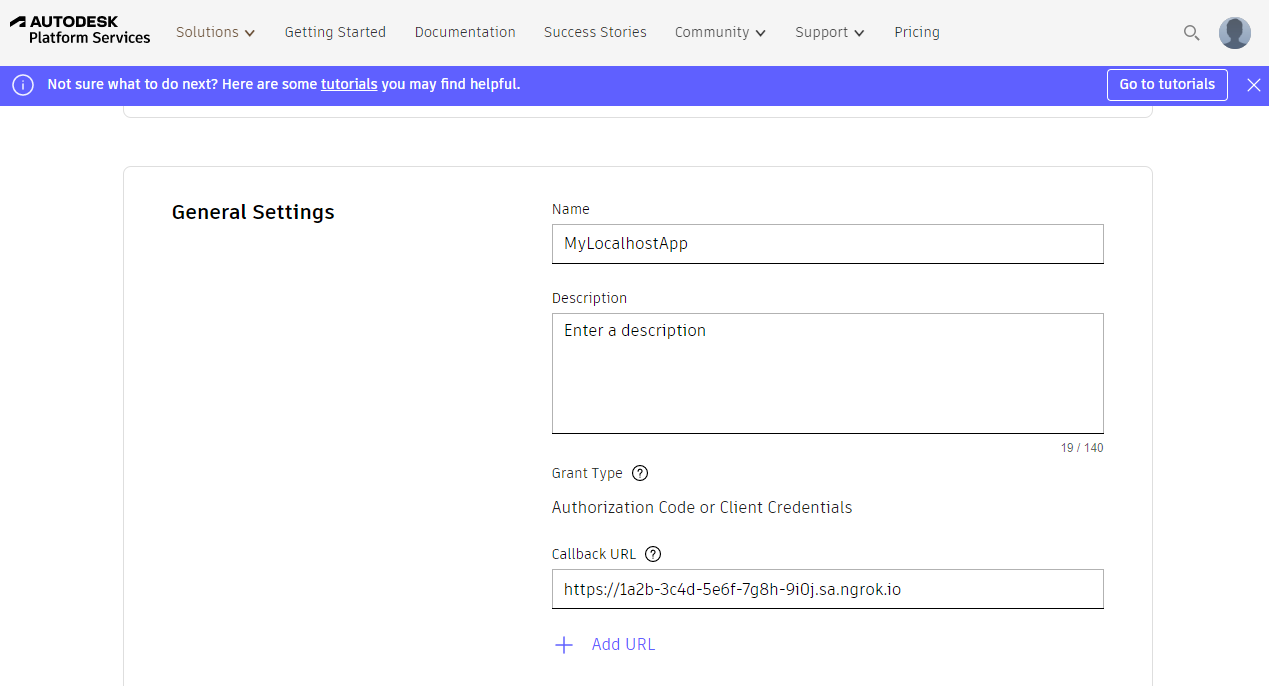 AUTODESK
Platform Services
Solutions Getting Started Documentation Success Stories Community Support Pricing
Not sure what to do next? Here are some tutorials you may find helpful.
Go to tutorials
General Settings
Name
MyLocalhostApp
Description
Enter a description
19 / 140
Grant Type ?
Authorization Code or Client Credentials
Callback URL ?
https://1a2b-3c4d-5e6f-7g8h-9i0j.sa.ngrok.io
+ Add URL